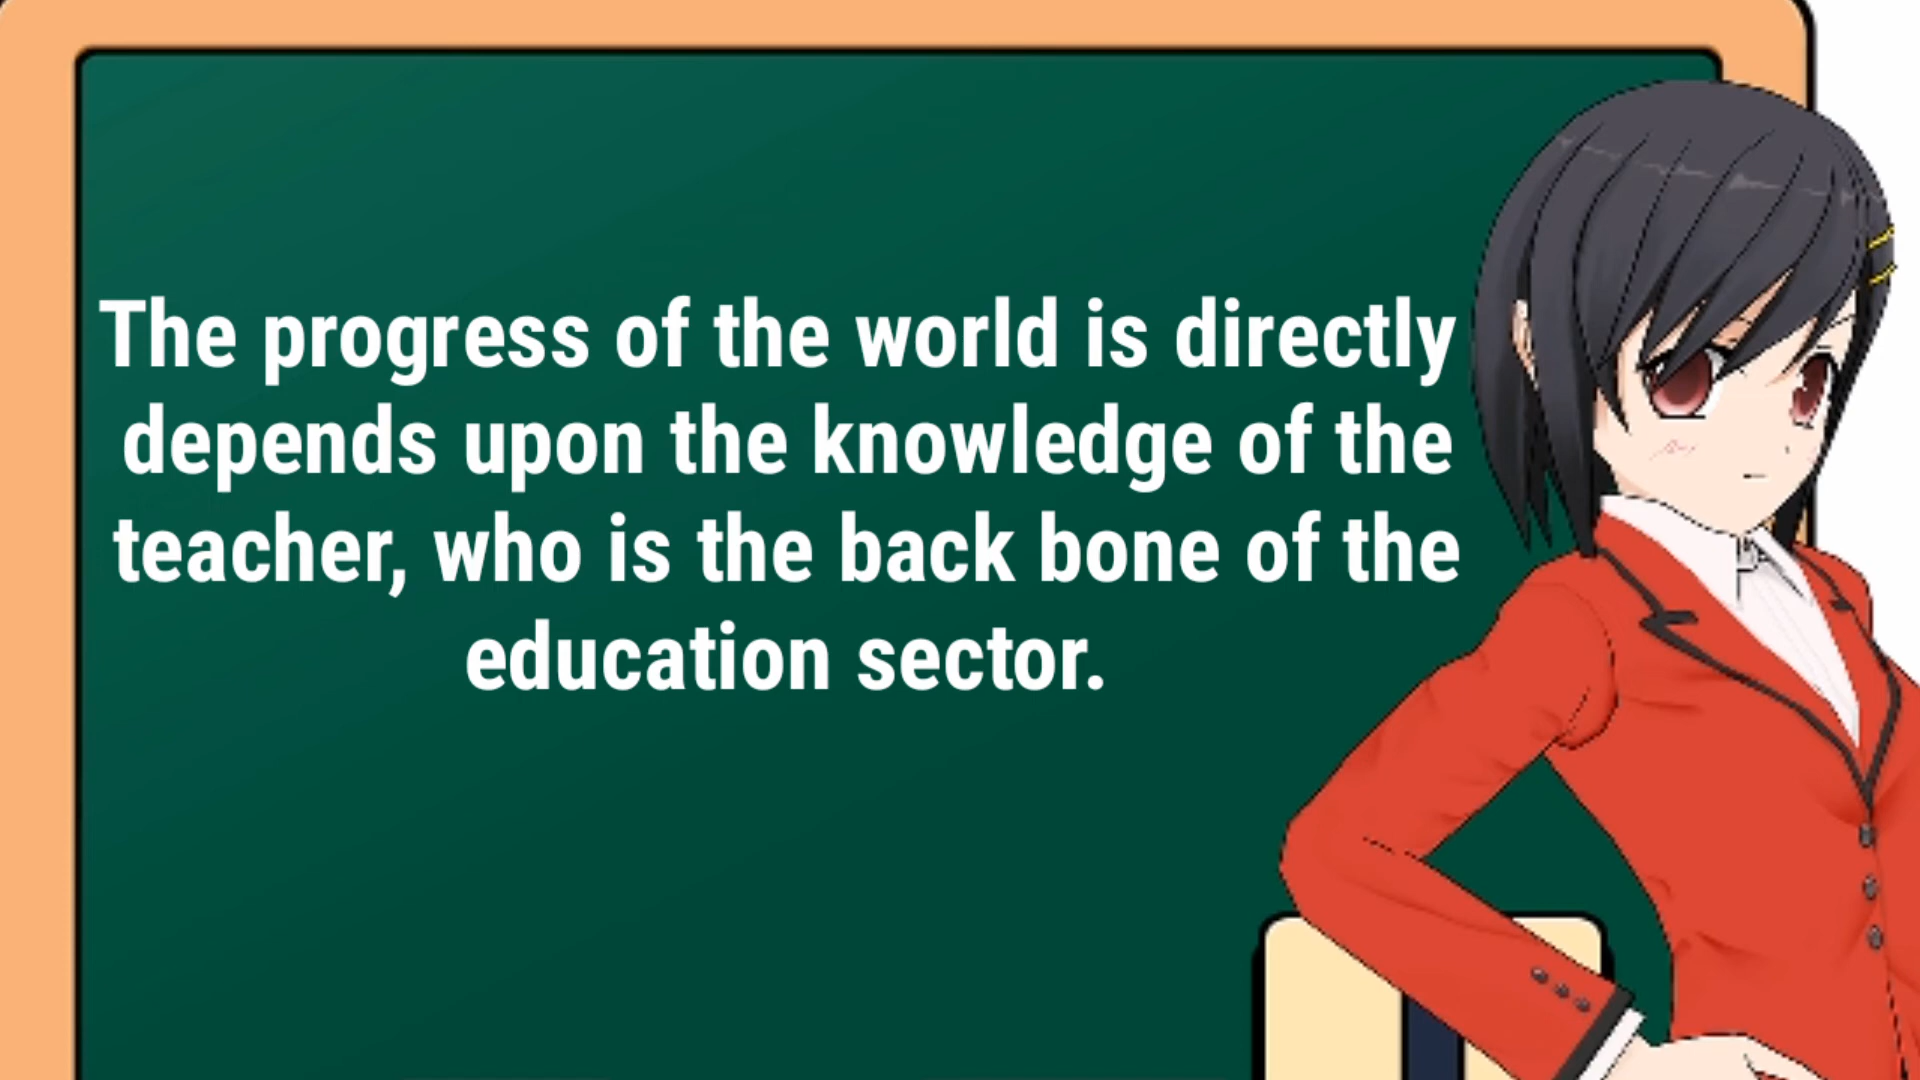 The progress of the world is directly
depends upon the knowledge of the
teacher, who is the back bone of the
education sector.